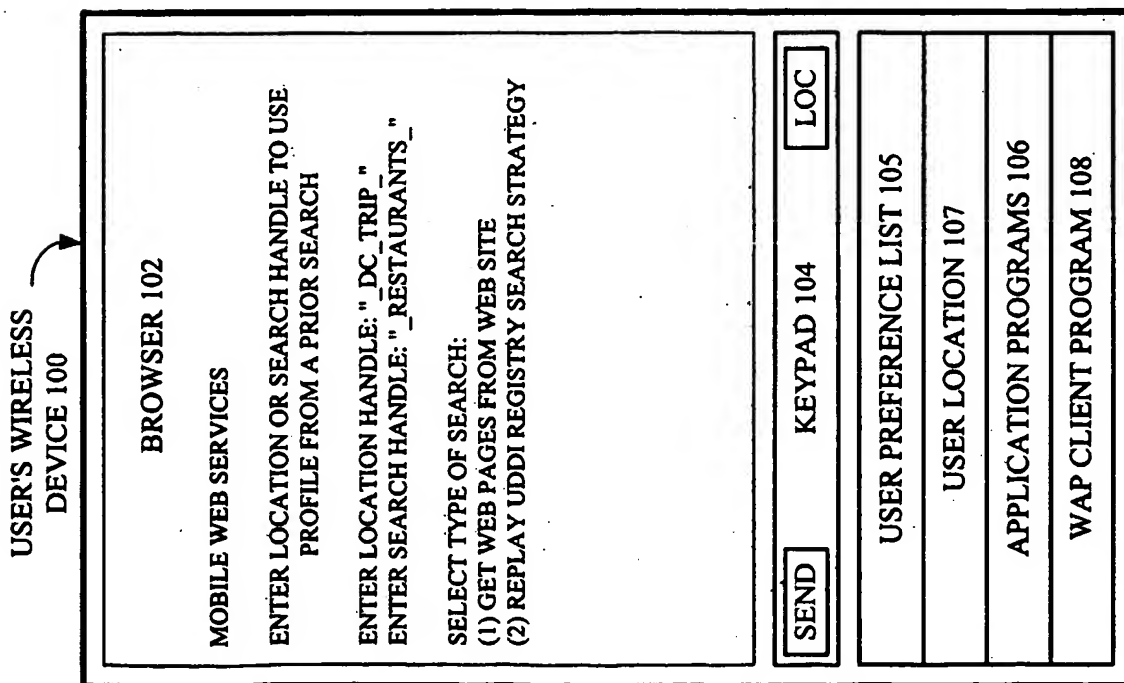 USER'S WIRELESS
DEVICE 100
BROWSER 102
MOBILE WEB SERVICES
ENTER LOCATION OR SEARCH HANDLE TO USE
PROFILE FROM A PRIOR SEARCH
ENTER LOCATION HANDLE: "_DC_TRIP_"
ENTER SEARCH HANDLE: "_RESTAURANTS_"
SELECT TYPE OF SEARCH:
(1) GET WEB PAGES FROM WEB SITE
(2) REPLAY UDDI REGISTRY SEARCH STRATEGY
SEND KEYPAD 104 LOC
USER PREFERENCE LIST 105
USER LOCATION 107
APPLICATION PROGRAMS 106
WAP CLIENT PROGRAM 108